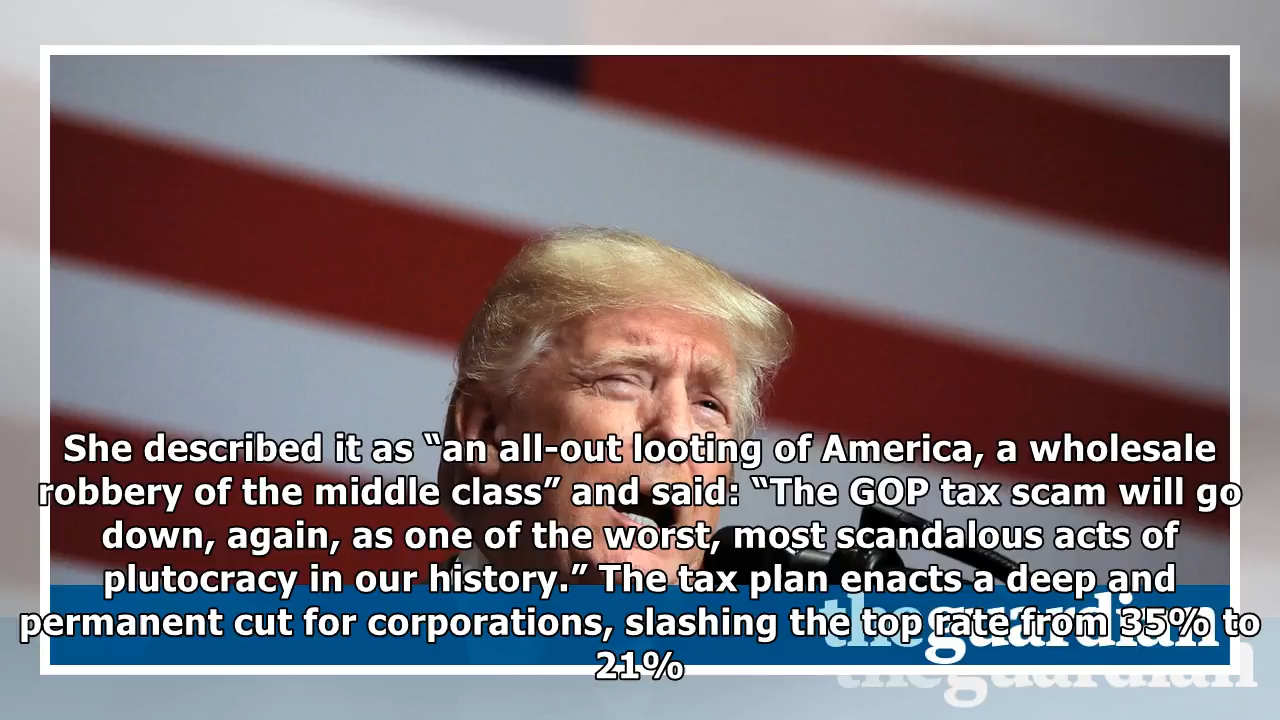 She described it as “an all-out looting of America, a wholesale
robbery of the middle class” and said: “The GOP tax scam will go
down, again, as one of the worst, most scandalous acts of
plutocracy in our history.” The tax plan enacts a deep and
permanent cut for corporations, slashing the top rate from 35% to
21%
theguardian
theguardian